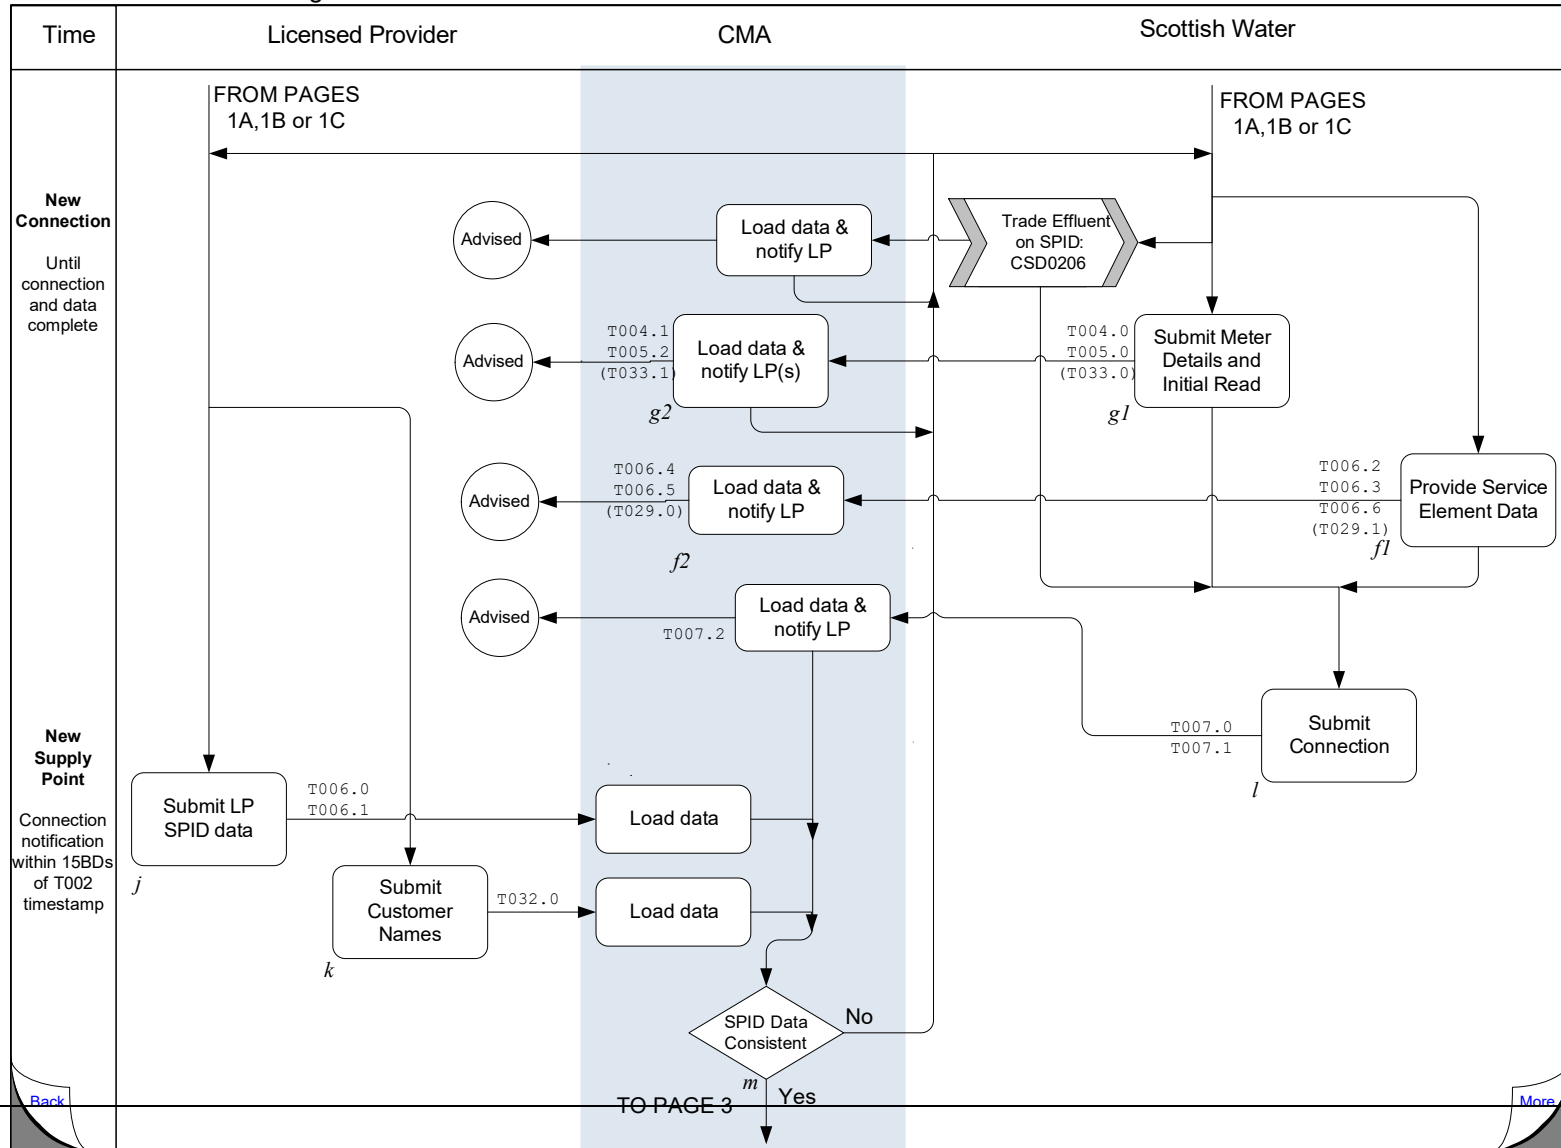 Time
Licensed Provider
CMA
Scottish Water
FROM PAGES
1A,1B or 1C
FROM PAGES
1A,1B or 1C
New
Connection
Until
connection
and data
complete
Advised
Load data &
notify LP
Trade Effluent
on SPID:
CSD0206
Advised
T004.1
T005.2
(T033.1)
Load data &
notify LP(s)
g2
T004.0
T005.0
(T033.0)
Submit Meter
Details and
Initial Read
g1
Advised
T006.4
T006.5
(T029.0)
Load data &
notify LP
f2
T006.2
T006.3
T006.6
(T029.1)
Provide Service
Element Data
f1
Advised
T007.2
Load data &
notify LP
T007.0
T007.1
Submit
Connection
l
New
Supply
Point
Connection
notification
within 15BDs
of T002
timestamp
Submit LP
SPID data
j
T006.0
T006.1
Load data
Submit
Customer
Names
k
T032.0
Load data
SPID Data
Consistent
m
No
Yes
TO PAGE 3
Back
More